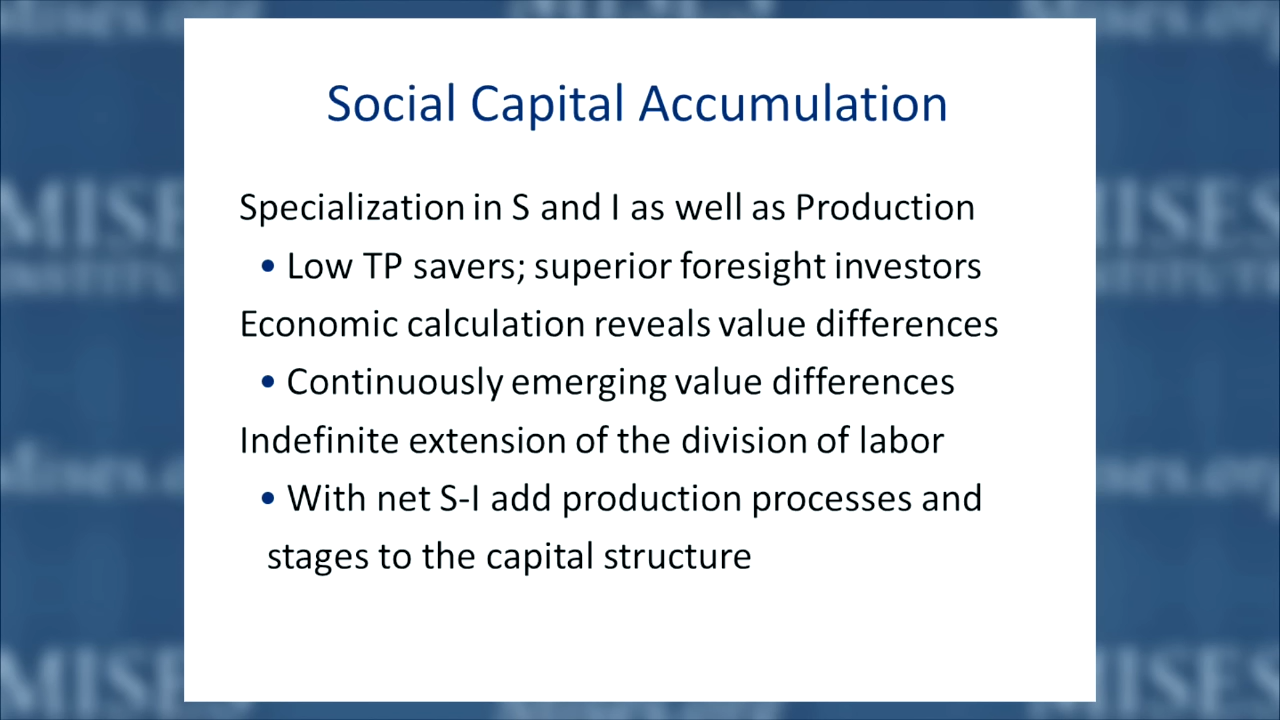 Social Capital Accumulation
Specialization in S and I as well as Production
• Low TP savers; superior foresight investors
Economic calculation reveals value differences
• Continuously emerging value differences
Indefinite extension of the division of labor
• With net S-I add production processes and
stages to the capital structure